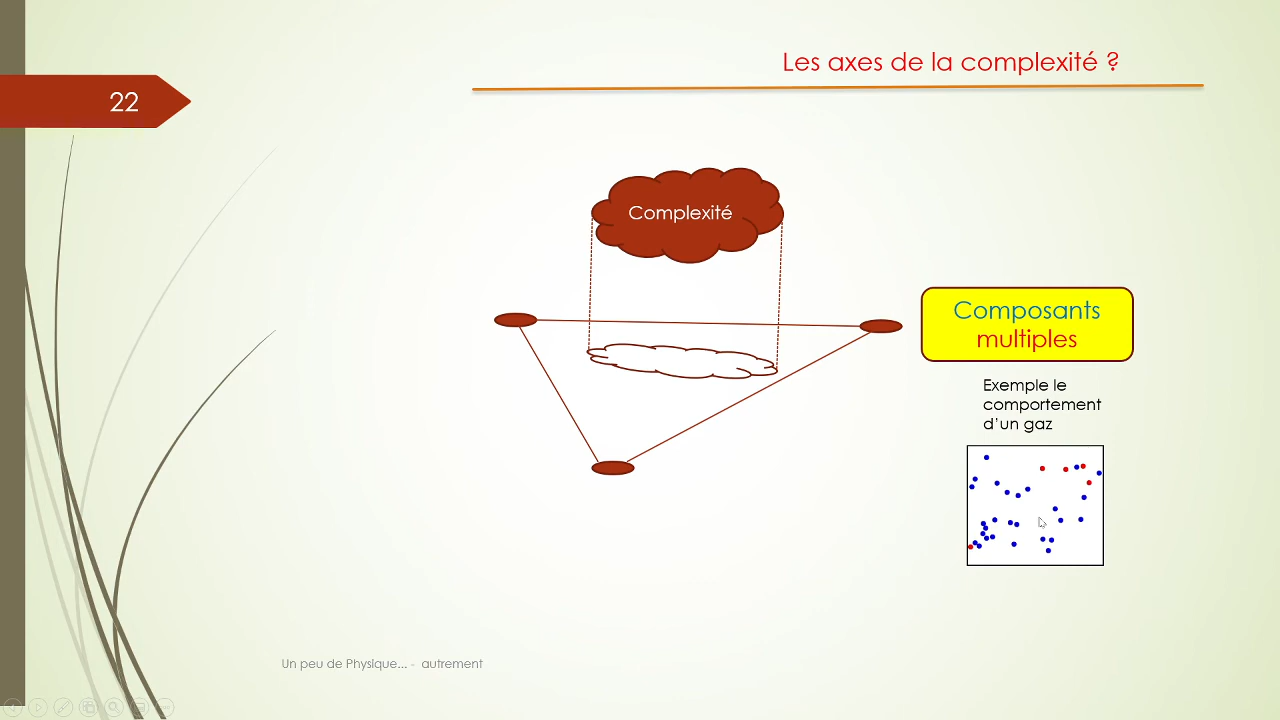 Les axes de la complexité ?
22
Complexité
Composants
multiples
Exemple le
comportement
d’un gaz
Un peu de Physique... - autrement